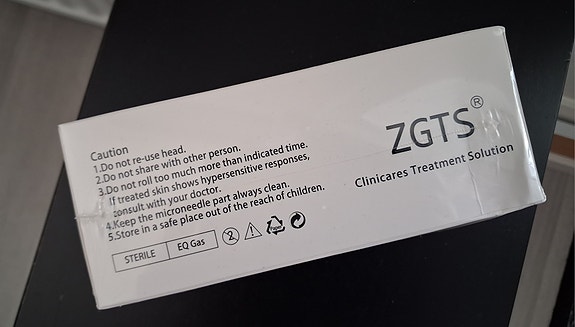 Caution
1.Do not re-use head.
2.Do not share with other person.
3.Do not roll too much more than indicated time.
If treated skin shows hypersensitive responses,
consult with your doctor.
4.Keep the microneedle part always clean.
5.Store in a safe place out of the reach of children.
STERILE EQ Gas 2
ZGTS®
Clinicares Treatment Solution